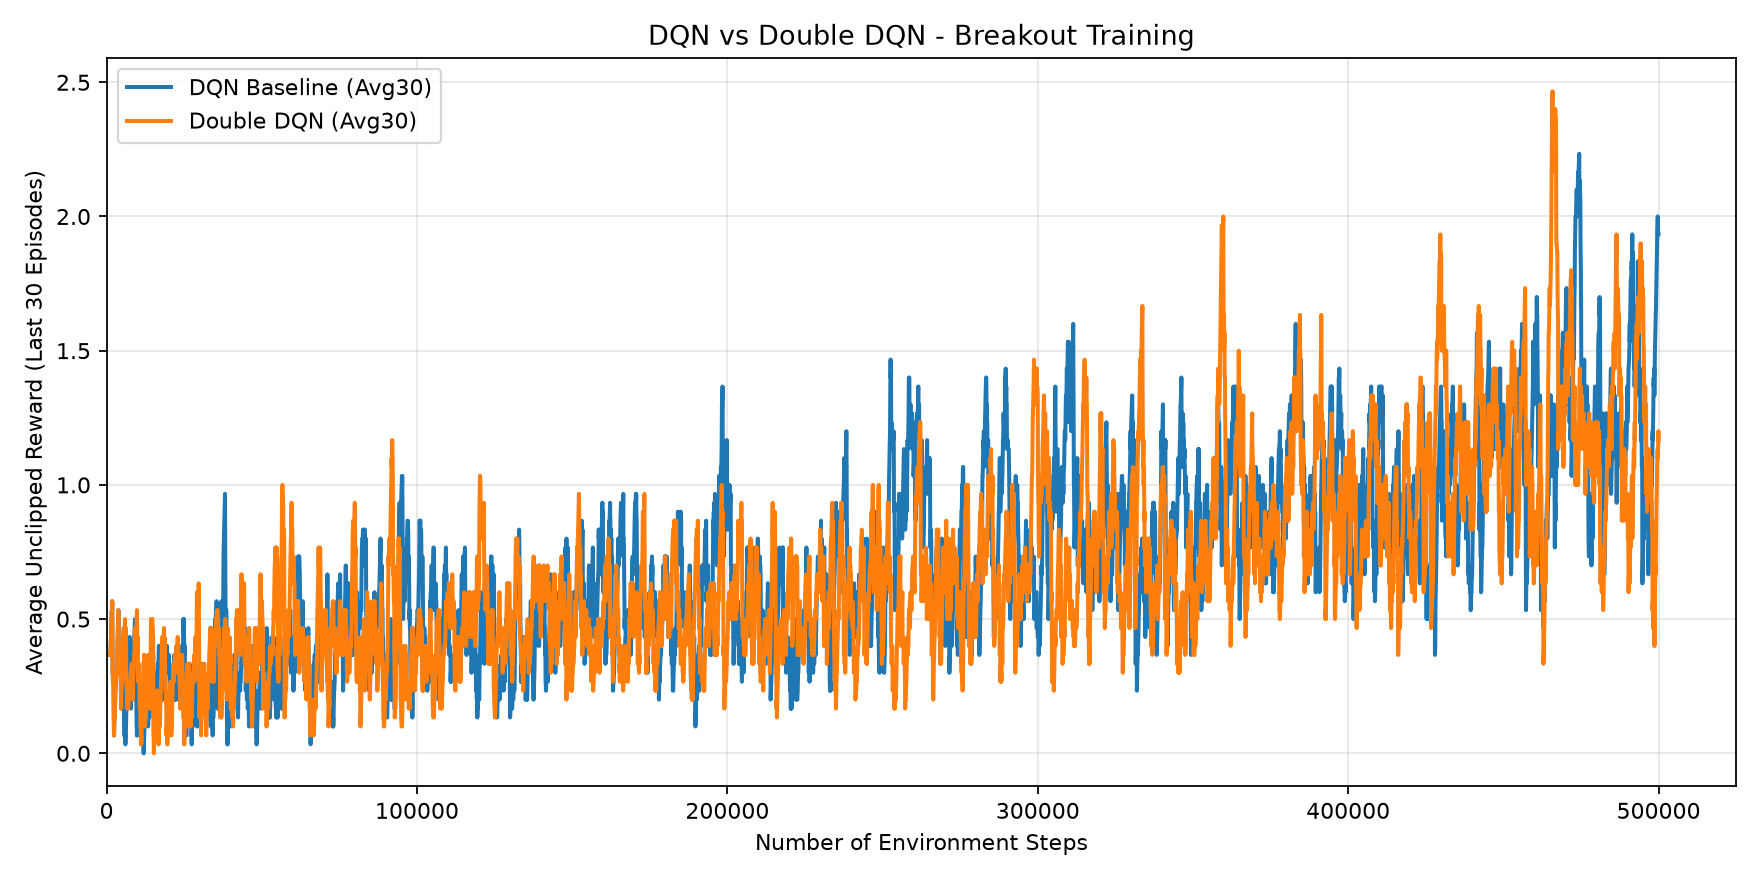 DQN vs Double DQN - Breakout Training
DQN Baseline (Avg30)
Double DQN (Avg30)
Average Unclipped Reward (Last 30 Episodes)
2.5
2.0
1.5
1.0
0.5
0.0
0 100000 200000 300000 400000 500000
Number of Environment Steps